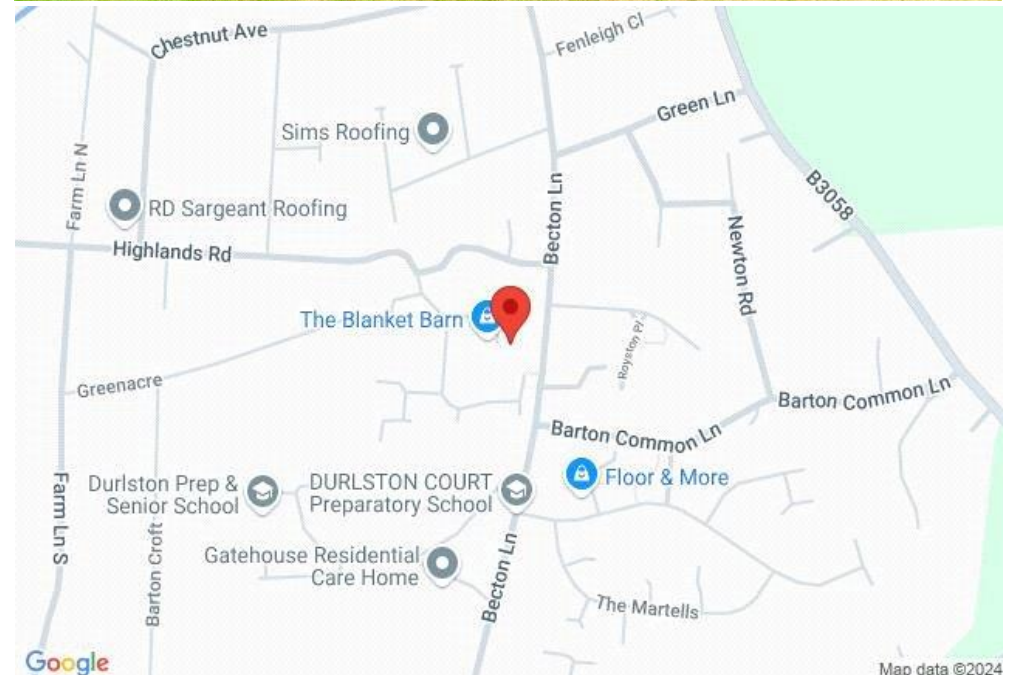 Chestnut Ave
Fenleigh Cl
Green Ln
Sims Roofing
Farm Ln N
Becton Ln
B3058
RD Sargeant Roofing
Highlands Rd
Newton Rd
The Blanket Barn
Royston Pl
Greenacre
Barton Common Ln
Barton Common Ln
Durlston Prep &
Senior School
DURLSTON COURT
Preparatory School
Floor & More
Farm Ln S
Barton Croft
Gatehouse Residential
Care Home
Becton Ln
The Martells
Google
Map data ©2024